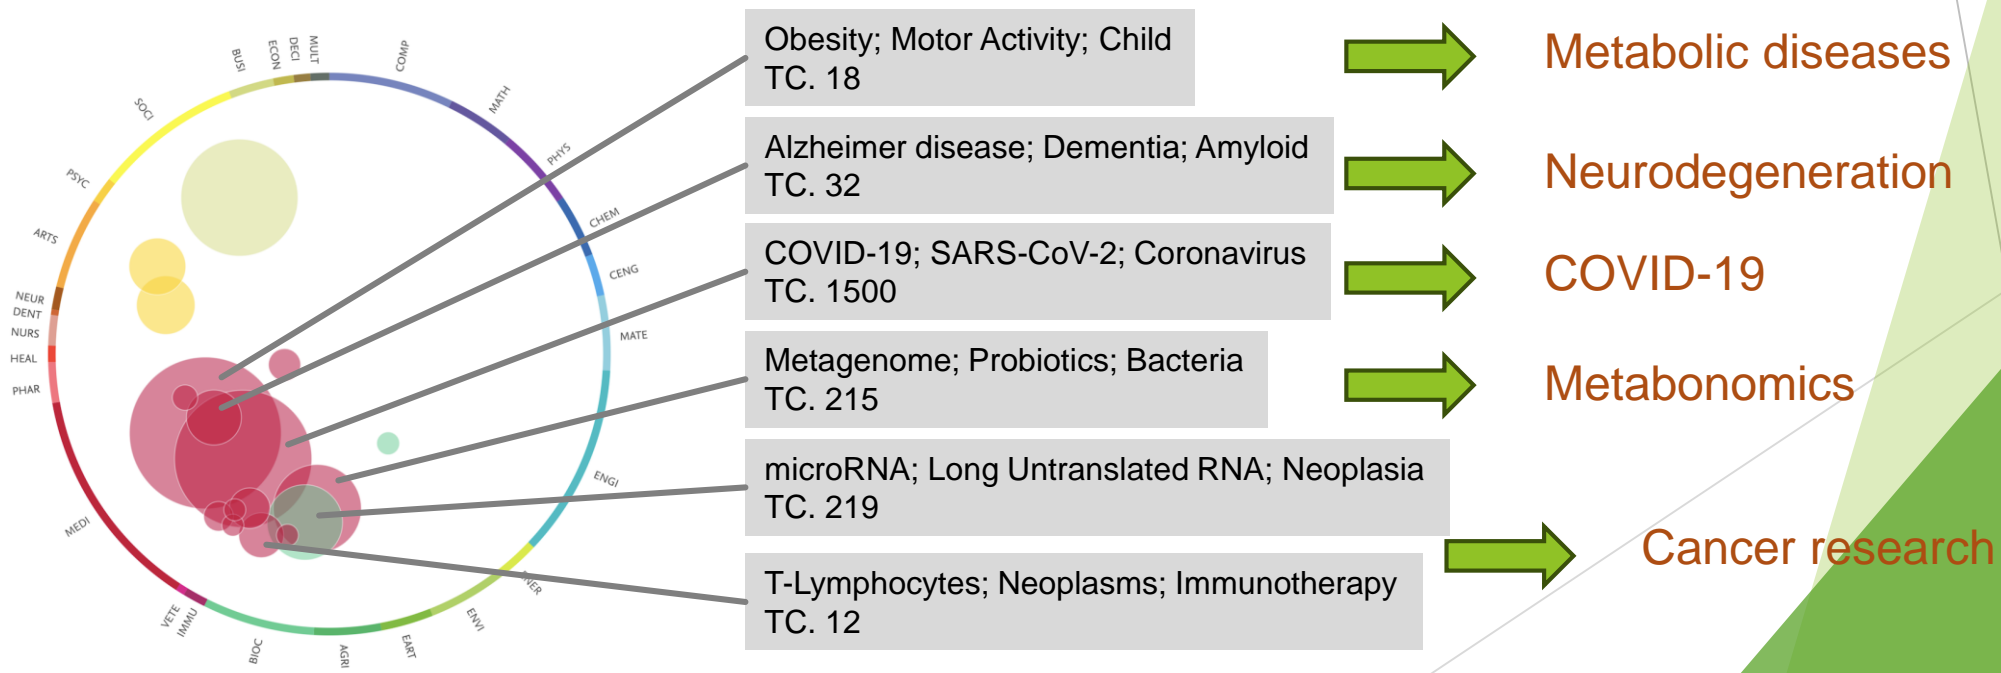 MULT
DECI
ECON
BUSI
SOCI
PSYC
ARTS
NEUR
DENT
NURS
HEAL
PHAR
MEDI
VETE
IMMU
BIOC
AGRI
EART
ENVI
ENER
ENGI
MATE
CENG
CHEM
PHYS
MATH
COMP
Obesity; Motor Activity; Child
TC. 18
Metabolic diseases
Alzheimer disease; Dementia; Amyloid
TC. 32
Neurodegeneration
COVID-19; SARS-CoV-2; Coronavirus
TC. 1500
COVID-19
Metagenome; Probiotics; Bacteria
TC. 215
Metabonomics
microRNA; Long Untranslated RNA; Neoplasia
TC. 219
T-Lymphocytes; Neoplasms; Immunotherapy
TC. 12
Cancer research